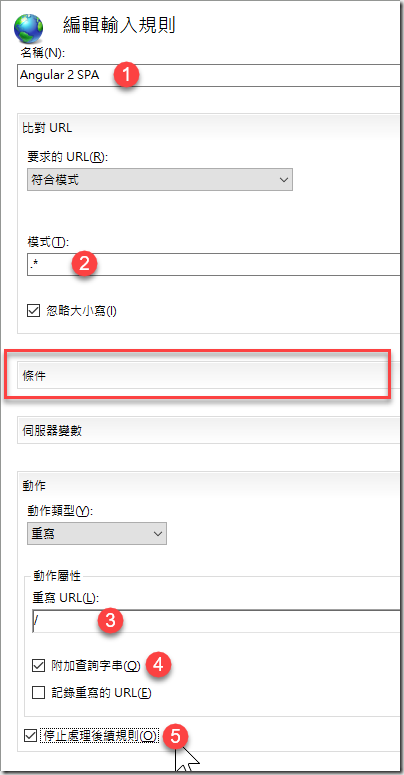 編輯輸入規則
名稱(N):
Angular 2 SPA 1
比對 URL
要求的 URL(R):
符合模式
模式(T):
.* 2
忽略大小寫(I)
條件
伺服器變數
動作
動作類型(Y):
重寫
動作屬性
重寫 URL(L):
/ 3
附加查詢字串(Q) 4
記錄重寫的 URL(E)
停止處理後續規則(O) 5